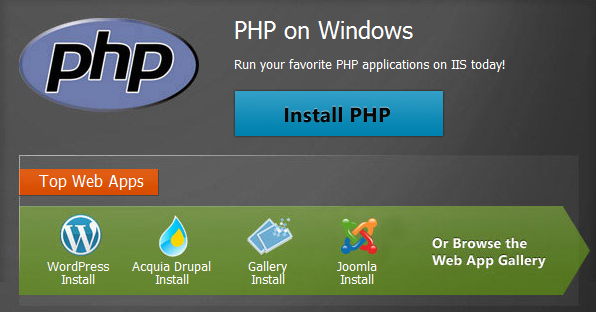 php
PHP on Windows
Run your favorite PHP applications on IIS today!
Install PHP
Top Web Apps
WordPress
Install
Acquia Drupal
Install
Gallery
Install
Joomla
Install
Or Browse the
Web App Gallery